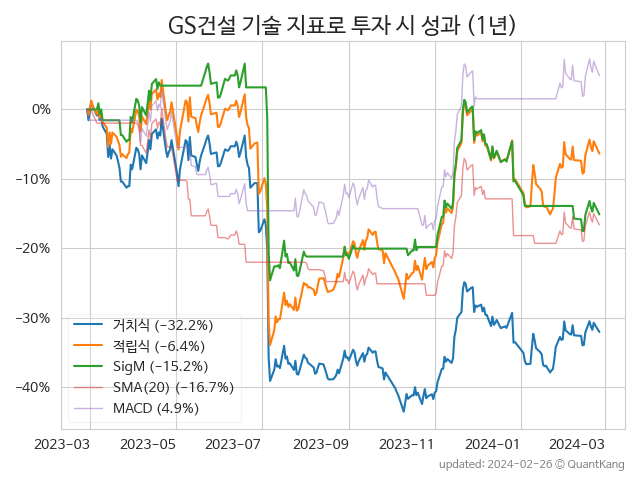 GS건설 기술 지표로 투자 시 성과 (1년)
0%
−10%
−20%
−30%
−40%
거치식 (−32.2%)
적립식 (−6.4%)
SigM (−15.2%)
SMA(20) (−16.7%)
MACD (4.9%)
2023−03
2023−05
2023−07
2023−09
2023−11
2024−01
2024−03
updated: 2024−02−26 © QuantKang